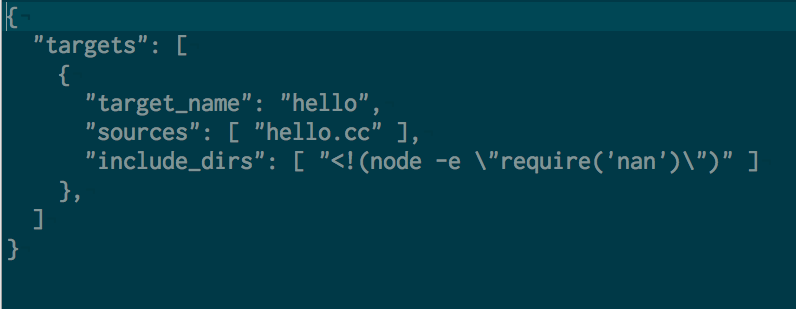 {
  "targets": [
    {
      "target_name": "hello",
      "sources": [ "hello.cc" ],
      "include_dirs": [ "<!(node -e \"require('nan')\")" ]
    },
  ]
}